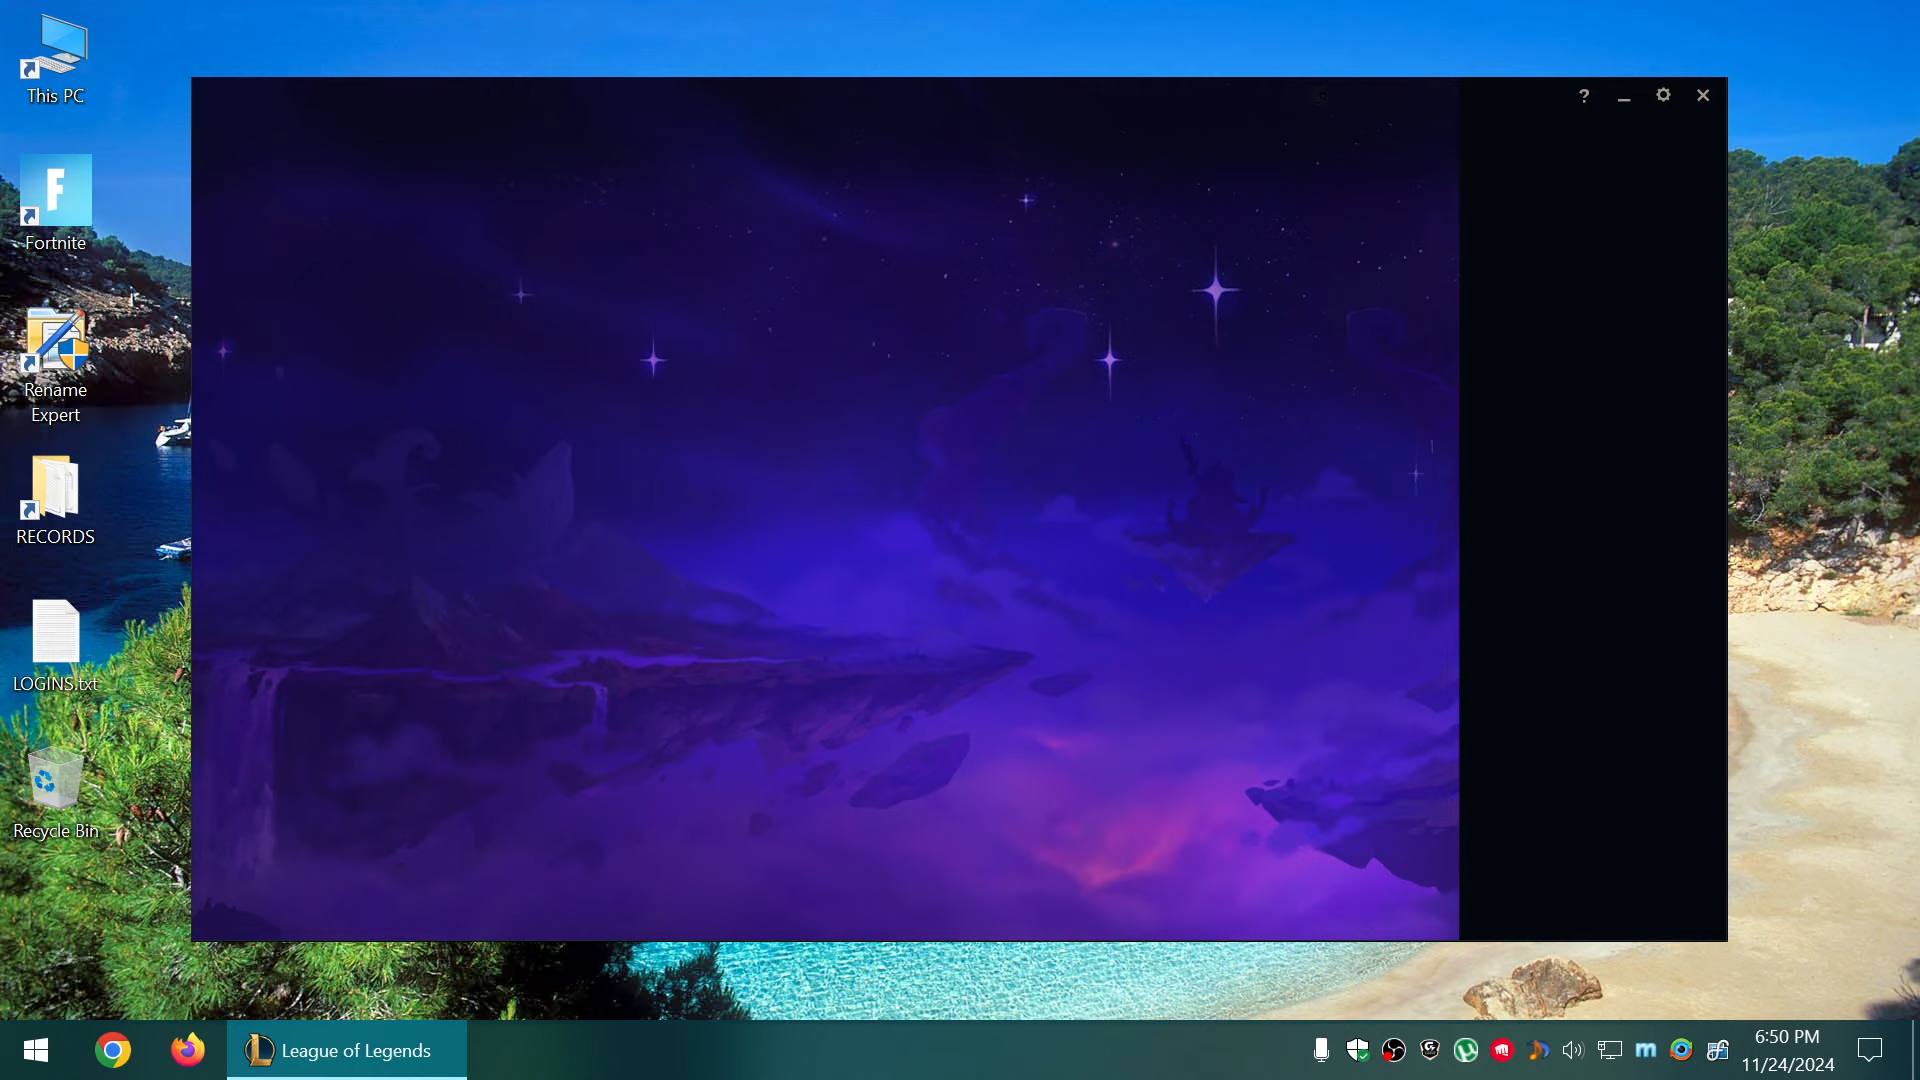 This PC
Fortnite
Rename
Expert
RECORDS
LOGINS.txt
Recycle Bin
?
League of Legends
6:50 PM
11/24/2024